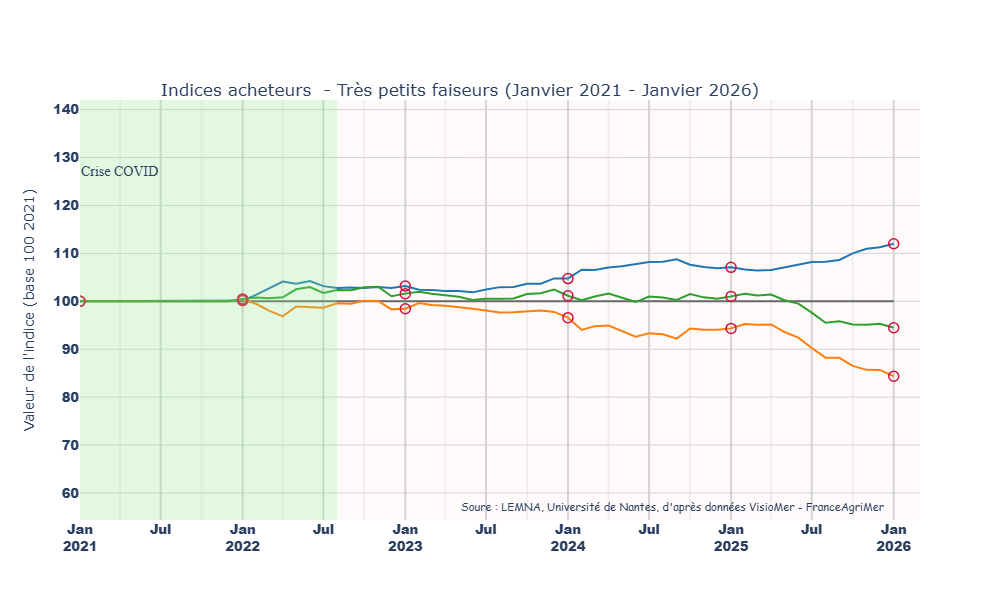 Indices acheteurs  - Très petits faiseurs (Janvier 2021 - Janvier 2026)
Valeur de l'indice (base 100 2021)
140
130
Crise COVID
120
110
100
90
80
70
60
Soure : LEMNA, Université de Nantes, d'après données VisioMer - FranceAgriMer
Jan Jul Jan Jul Jan Jul Jan Jul Jan Jul Jan
2021 2022 2023 2024 2025 2026